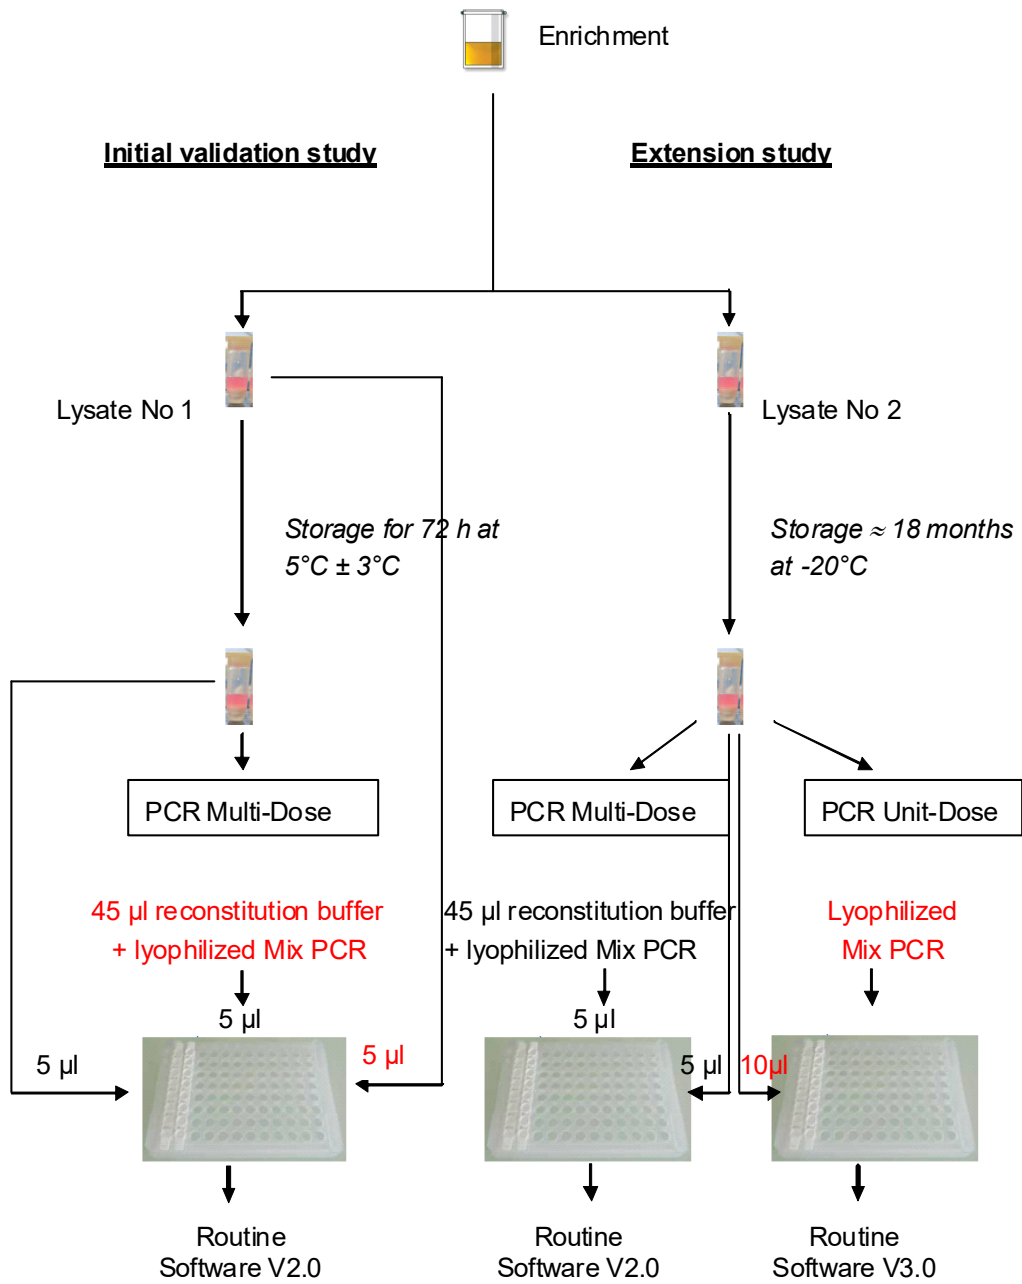 Enrichment
Initial validation study
Extension study
Lysate No 1
Lysate No 2
Storage for 72 h at
5°C ± 3°C
Storage ≈ 18 months
at -20°C
PCR Multi-Dose
PCR Multi-Dose
PCR Unit-Dose
45 µl reconstitution buffer
+ lyophilized Mix PCR
45 µl reconstitution buffer
+ lyophilized Mix PCR
Lyophilized
Mix PCR
5 µl
5 µl
5 µl
5 µl
5 µl
10µl
Routine
Software V2.0
Routine
Software V2.0
Routine
Software V3.0